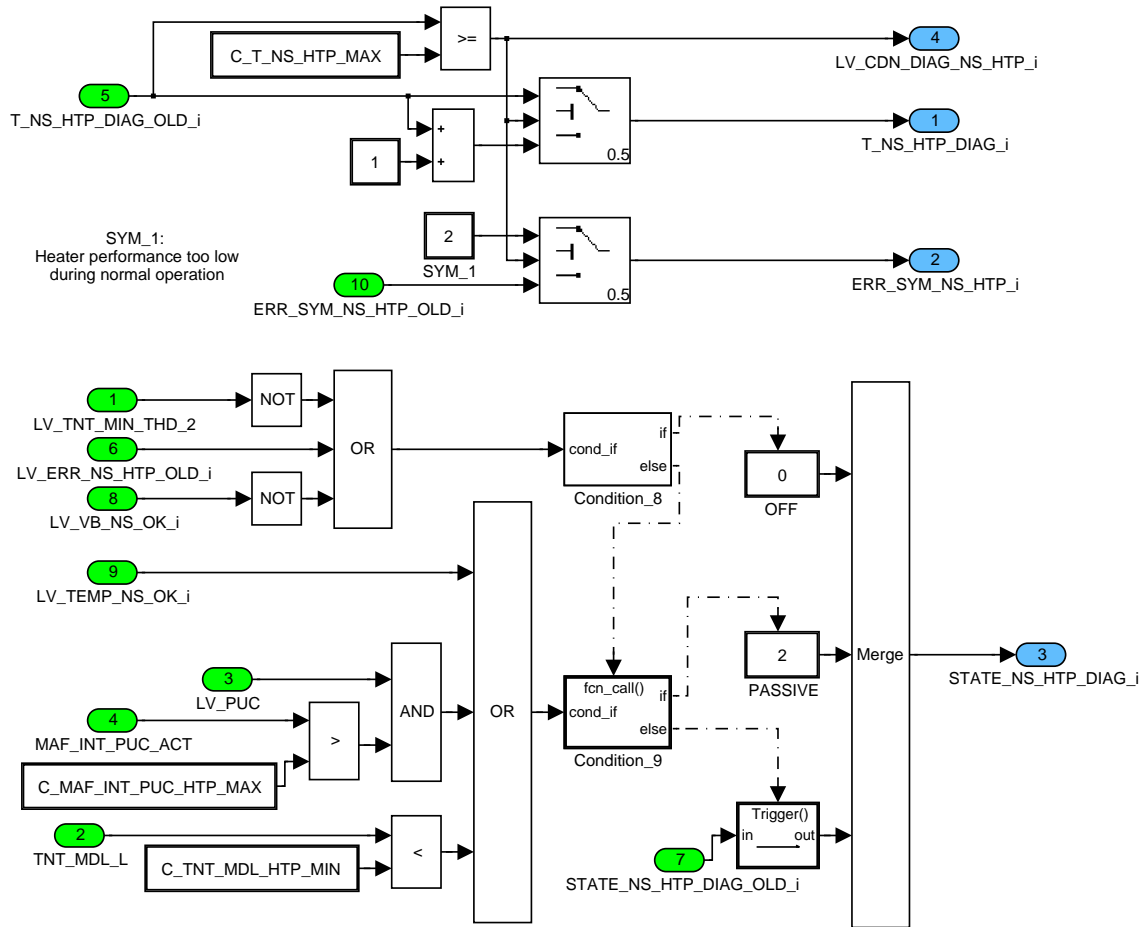 >=
C_T_NS_HTP_MAX
4
LV_CDN_DIAG_NS_HTP_i
5
T_NS_HTP_DIAG_OLD_i
+
+
1
0.5
1
T_NS_HTP_DIAG_i
SYM_1:
Heater performance too low
during normal operation
2
SYM_1
10
ERR_SYM_NS_HTP_OLD_i
0.5
2
ERR_SYM_NS_HTP_i
1
LV_TNT_MIN_THD_2
NOT
6
LV_ERR_NS_HTP_OLD_i
8
LV_VB_NS_OK_i
NOT
OR
cond_if
if
else
Condition_8
0
OFF
9
LV_TEMP_NS_OK_i
3
LV_PUC
4
MAF_INT_PUC_ACT
C_MAF_INT_PUC_HTP_MAX
>
AND
OR
2
TNT_MDL_L
C_TNT_MDL_HTP_MIN
<
fcn_call()
cond_if
if
else
Condition_9
2
PASSIVE
Trigger()
in
out
7
STATE_NS_HTP_DIAG_OLD_i
Merge
3
STATE_NS_HTP_DIAG_i